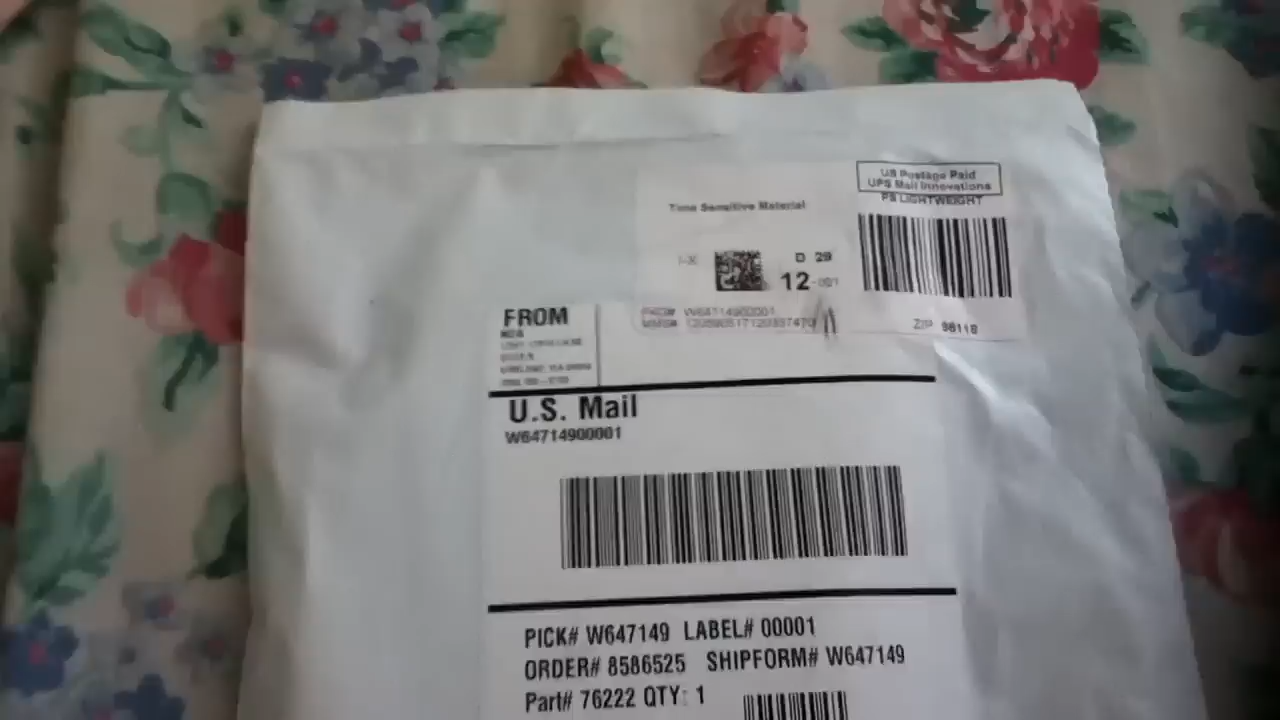 US Postage Paid
UPS Mail Innovations
PS LIGHTWEIGHT
Time Sensitive Material
D 29
12
ZIP 98118
W64714900001
FROM
U.S. Mail
W64714900001
PICK# W647149 LABEL# 00001
ORDER# 8586525 SHIPFORM# W647149
Part# 76222 QTY: 1